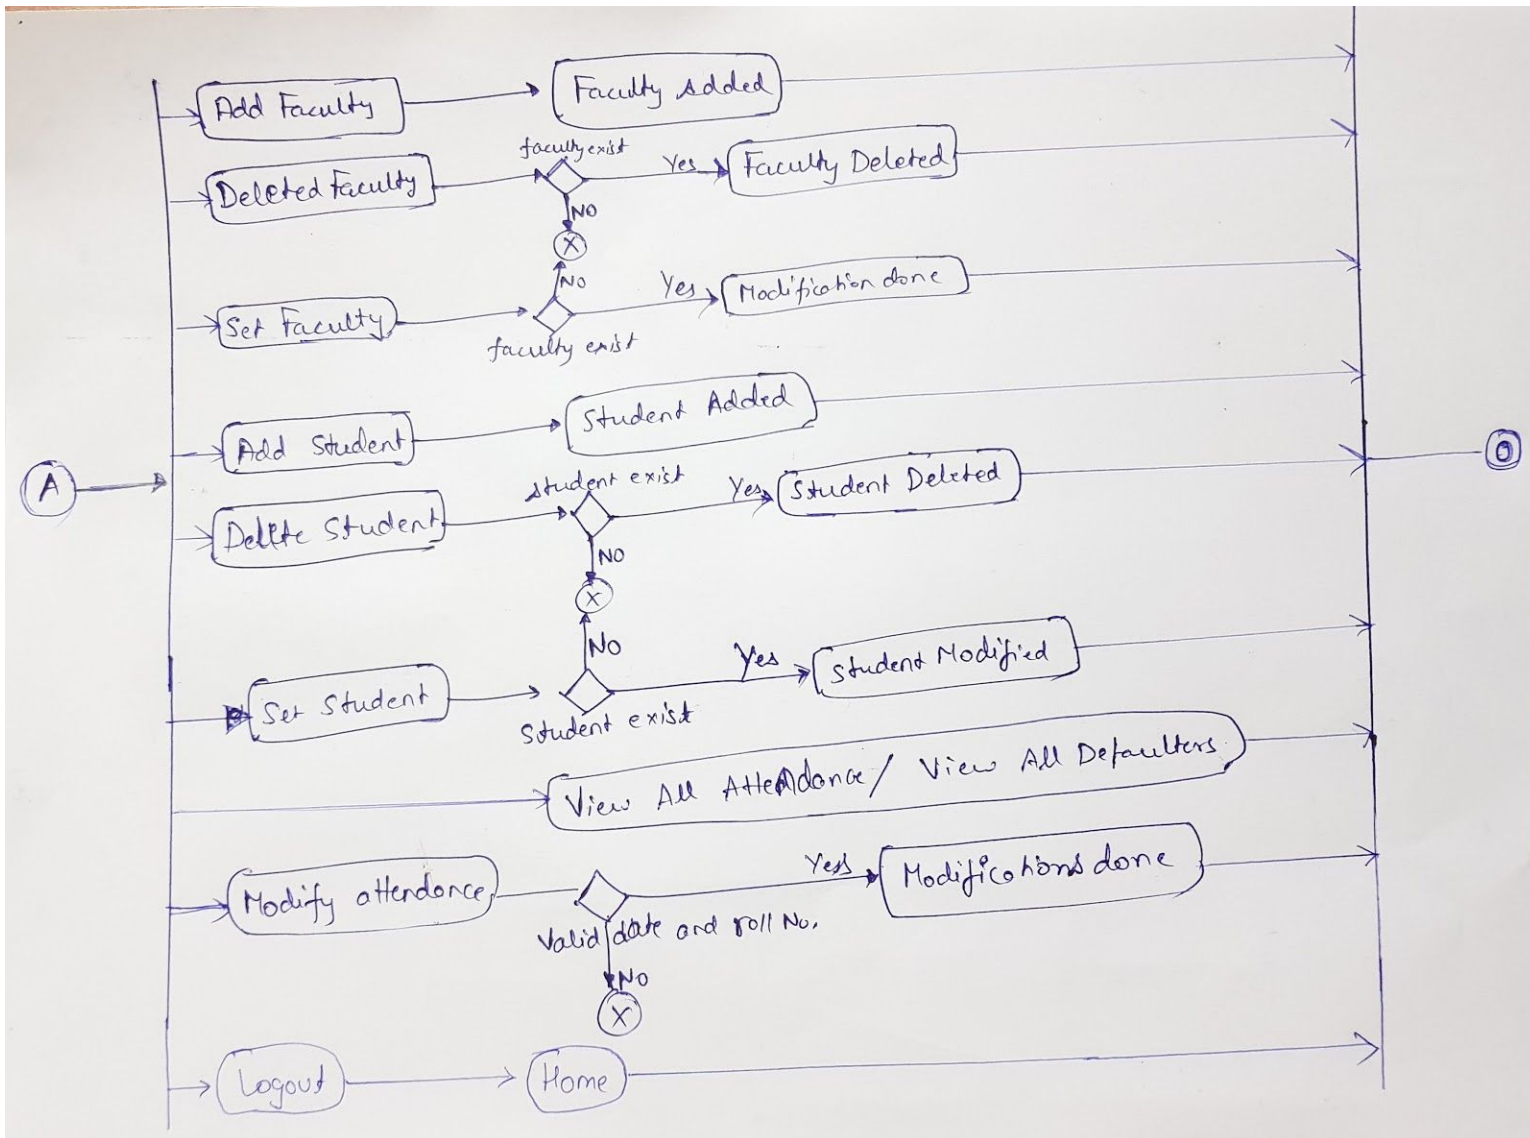 Add Faculty
Faculty Added
Deleted Faculty
faculty exist
Yes
Faculty Deleted
NO
X
NO
Set Faculty
faculty exist
Yes
Modification done
Add Student
Student Added
A
Delete Student
student exist
Yes
Student Deleted
NO
X
NO
Set Student
Student exist
Yes
Student Modified
View All Attendance / View All Defaulters
Modify attendance
Valid date and roll No.
Yes
Modifications done
NO
X
Logout
Home